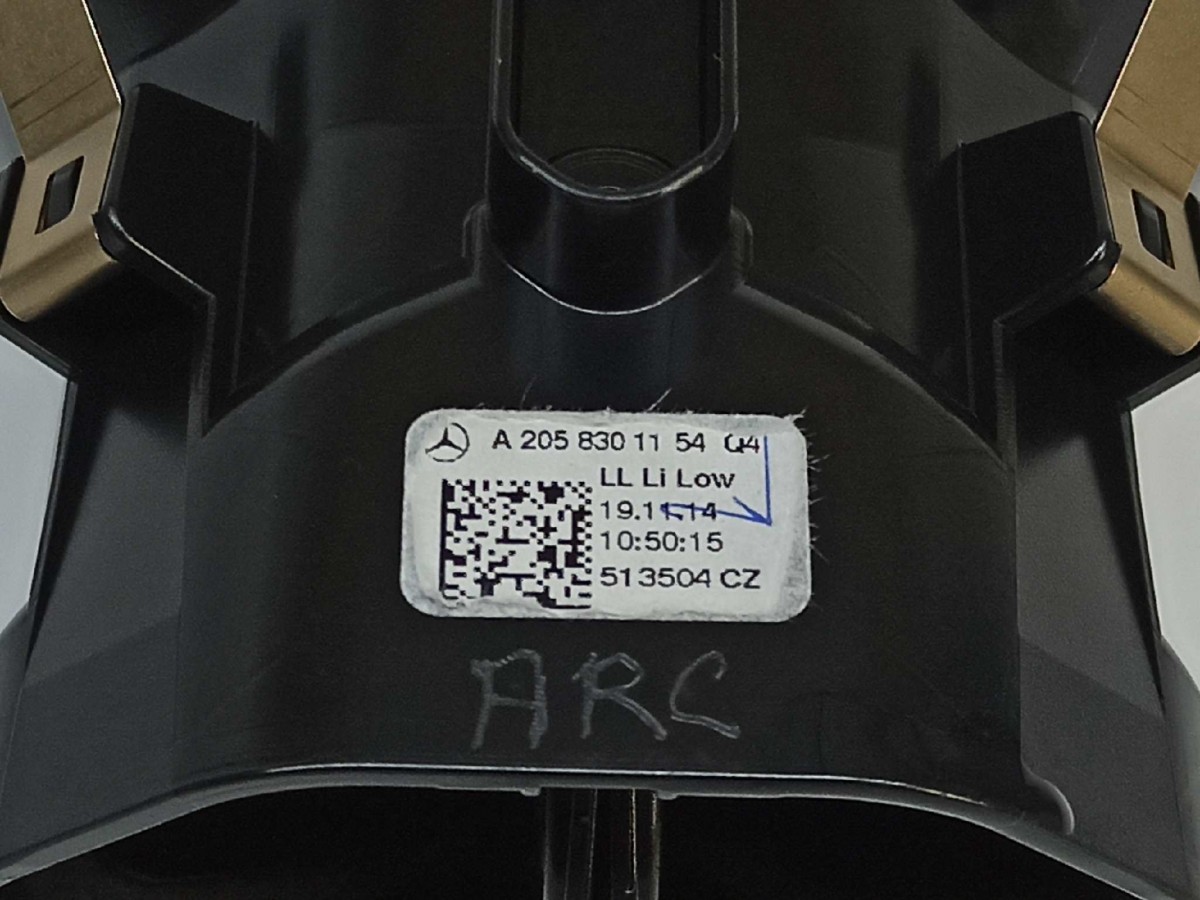 A 205 830 11 54 Q4
LL Li Low
19.11.14
10:50:15
513504 CZ
ARC